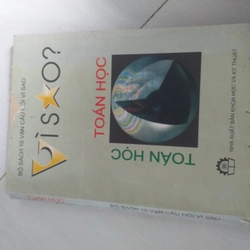 BỘ SÁCH 10 VẠN CÂU HỎI VÌ SAO
VÌ SAO?
TOÁN HỌC
TOÁN HỌC
NHÀ XUẤT BẢN KHOA HỌC VÀ KỸ THUẬT